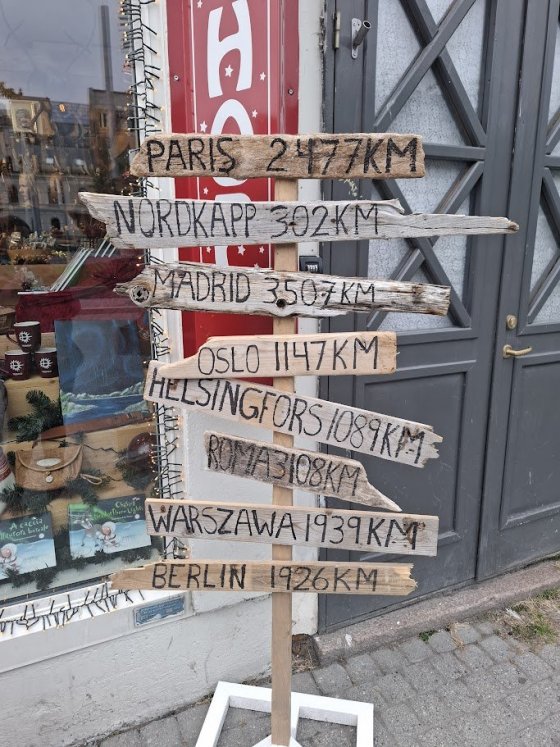 PARIS 2477KM
NORDKAPP 302KM
MADRID 3507KM
OSLO 1147KM
HELSINGFORS 1089KM
ROMA 3108KM
WARSZAWA 1939KM
BERLIN 1926KM